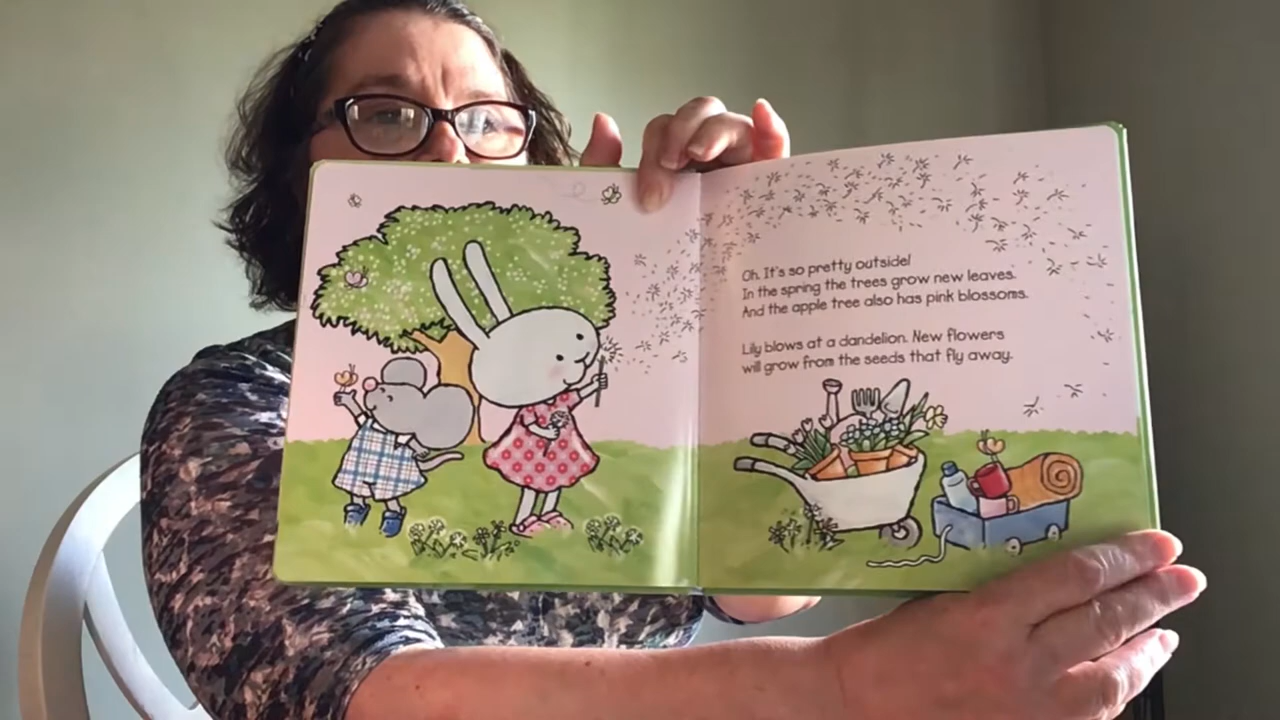 Oh. It's so pretty outside!
In the spring the trees grow new leaves.
And the apple tree also has pink blossoms.
Lily blows at a dandelion. New flowers
will grow from the seeds that fly away.